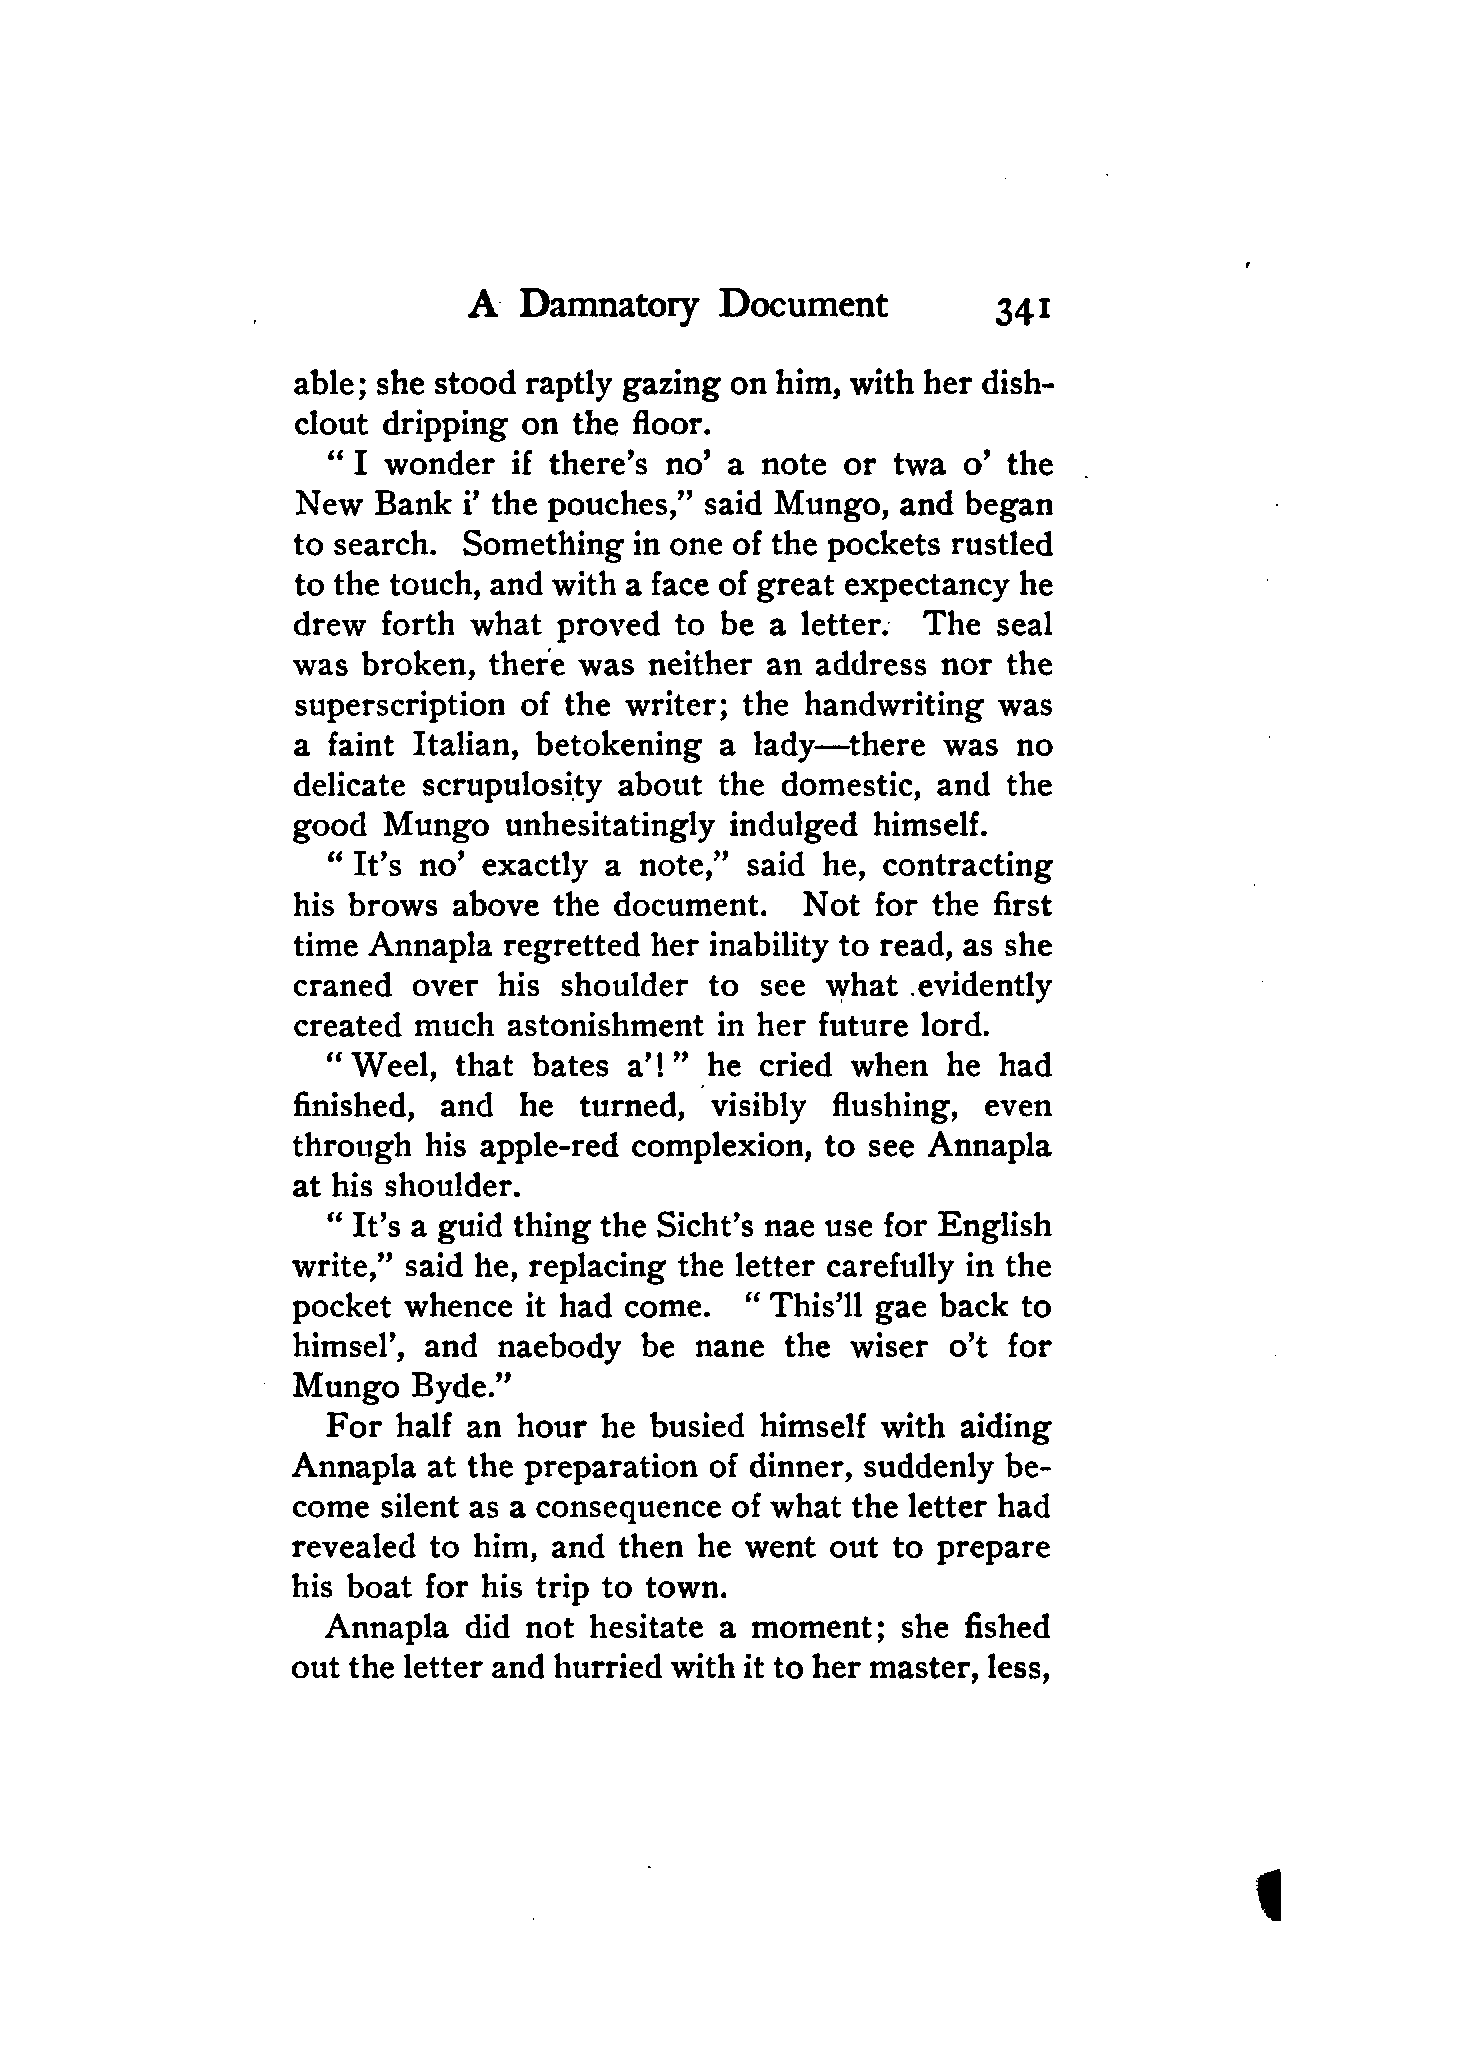 A Damnatory Document 341
able; she stood raptly gazing on him, with her dish-
clout dripping on the floor.
" I wonder if there's no' a note or twa o' the
New Bank i' the pouches," said Mungo, and began
to search. Something in one of the pockets rustled
to the touch, and with a face of great expectancy he
drew forth what proved to be a letter. The seal
was broken, there was neither an address nor the
superscription of the writer; the handwriting was
a faint Italian, betokening a lady—there was no
delicate scrupulosity about the domestic, and the
good Mungo unhesitatingly indulged himself.
" It's no' exactly a note," said he, contracting
his brows above the document. Not for the first
time Annapla regretted her inability to read, as she
craned over his shoulder to see what evidently
created much astonishment in her future lord.
" Weel, that bates a'! " he cried when he had
finished, and he turned, visibly flushing, even
through his apple-red complexion, to see Annapla
at his shoulder.
" It's a guid thing the Sicht's nae use for English
write," said he, replacing the letter carefully in the
pocket whence it had come. " This'll gae back to
himsel', and naebody be nane the wiser o't for
Mungo Byde."
For half an hour he busied himself with aiding
Annapla at the preparation of dinner, suddenly be-
come silent as a consequence of what the letter had
revealed to him, and then he went out to prepare
his boat for his trip to town.
Annapla did not hesitate a moment; she fished
out the letter and hurried with it to her master, less,